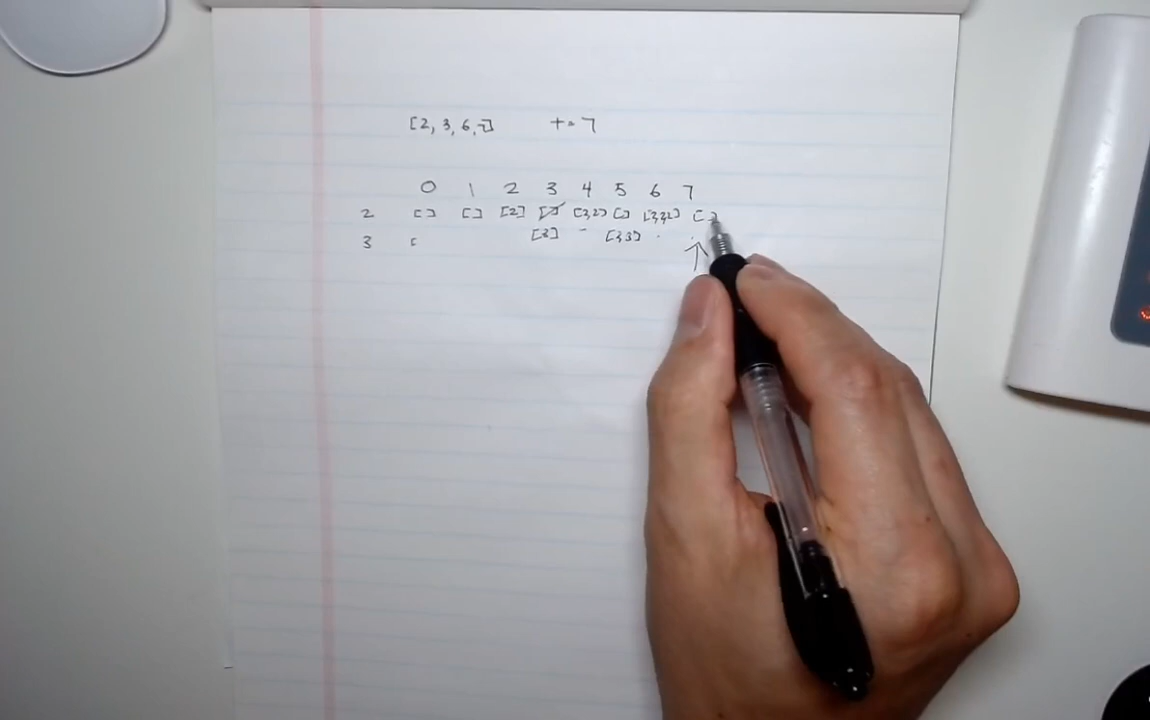 [2, 3, 6, 7] t = 7
0 1 2 3 4 5 6 7
2 [ ] [ ] [2] [ ] [2,2] [ ] [2,2,2] [ ]
[3] - [2,3] .
3 [